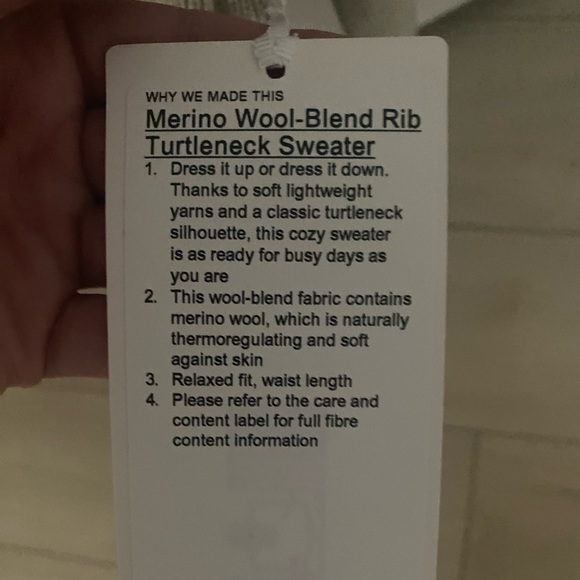 WHY WE MADE THIS
Merino Wool-Blend Rib
Turtleneck Sweater
1. Dress it up or dress it down.
Thanks to soft lightweight
yarns and a classic turtleneck
silhouette, this cozy sweater
is as ready for busy days as
you are
2. This wool-blend fabric contains
merino wool, which is naturally
thermoregulating and soft
against skin
3. Relaxed fit, waist length
4. Please refer to the care and
content label for full fibre
content information